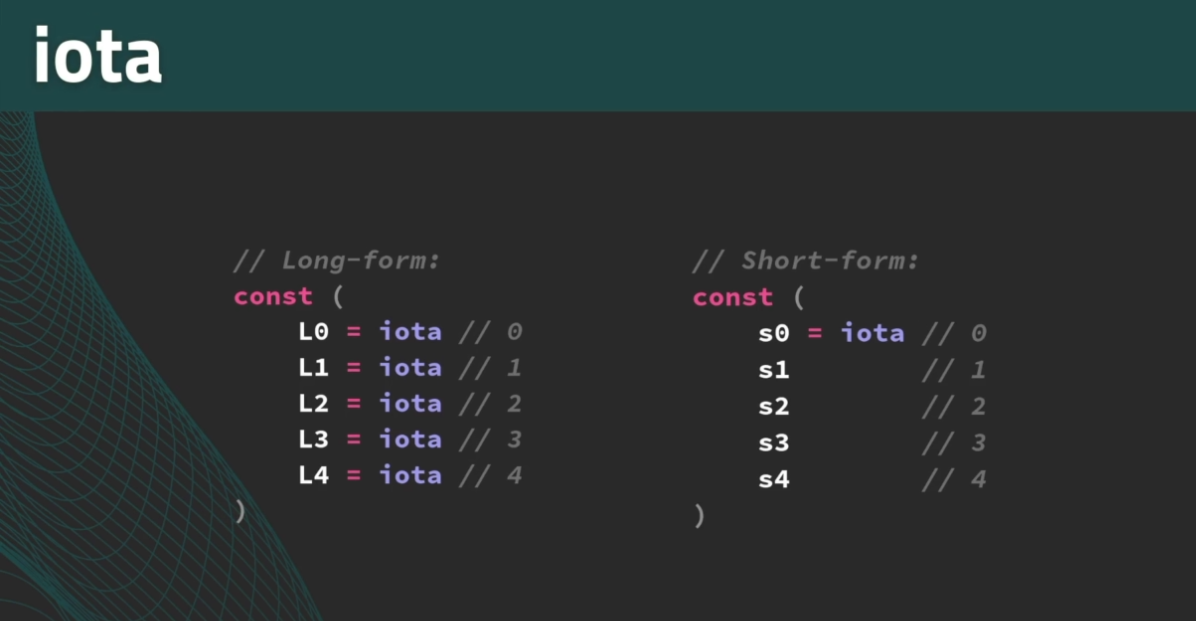 iota
// Long-form:
const (
    L0 = iota // 0
    L1 = iota // 1
    L2 = iota // 2
    L3 = iota // 3
    L4 = iota // 4
)
// Short-form:
const (
    s0 = iota // 0
    s1        // 1
    s2        // 2
    s3        // 3
    s4        // 4
)